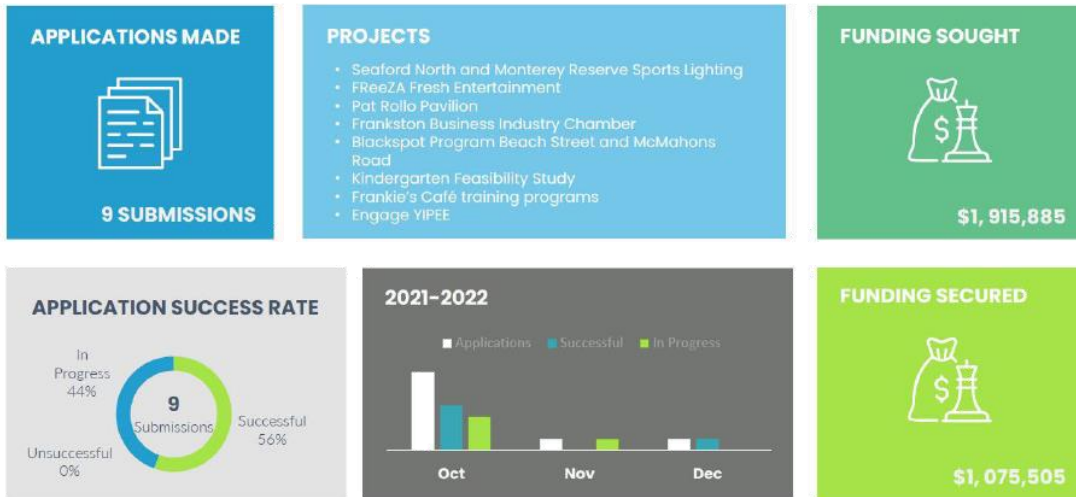 APPLICATIONS MADE
9 SUBMISSIONS
PROJECTS
• Seaford North and Monterey Reserve Sports Lighting
• FReeZA Fresh Entertainment
• Pat Rollo Pavilion
• Frankston Business Industry Chamber
• Blackspot Program Beach Street and McMahons
Road
• Kindergarten Feasibility Study
• Frankie's Café training programs
• Engage YIPEE
FUNDING SOUGHT
$
$1, 915,885
APPLICATION SUCCESS RATE
In
Progress
44%
9
Submissions
Successful
56%
Unsuccessful
0%
2021-2022
Applications Successful In Progress
Oct Nov Dec
FUNDING SECURED
$
$1, 075,505